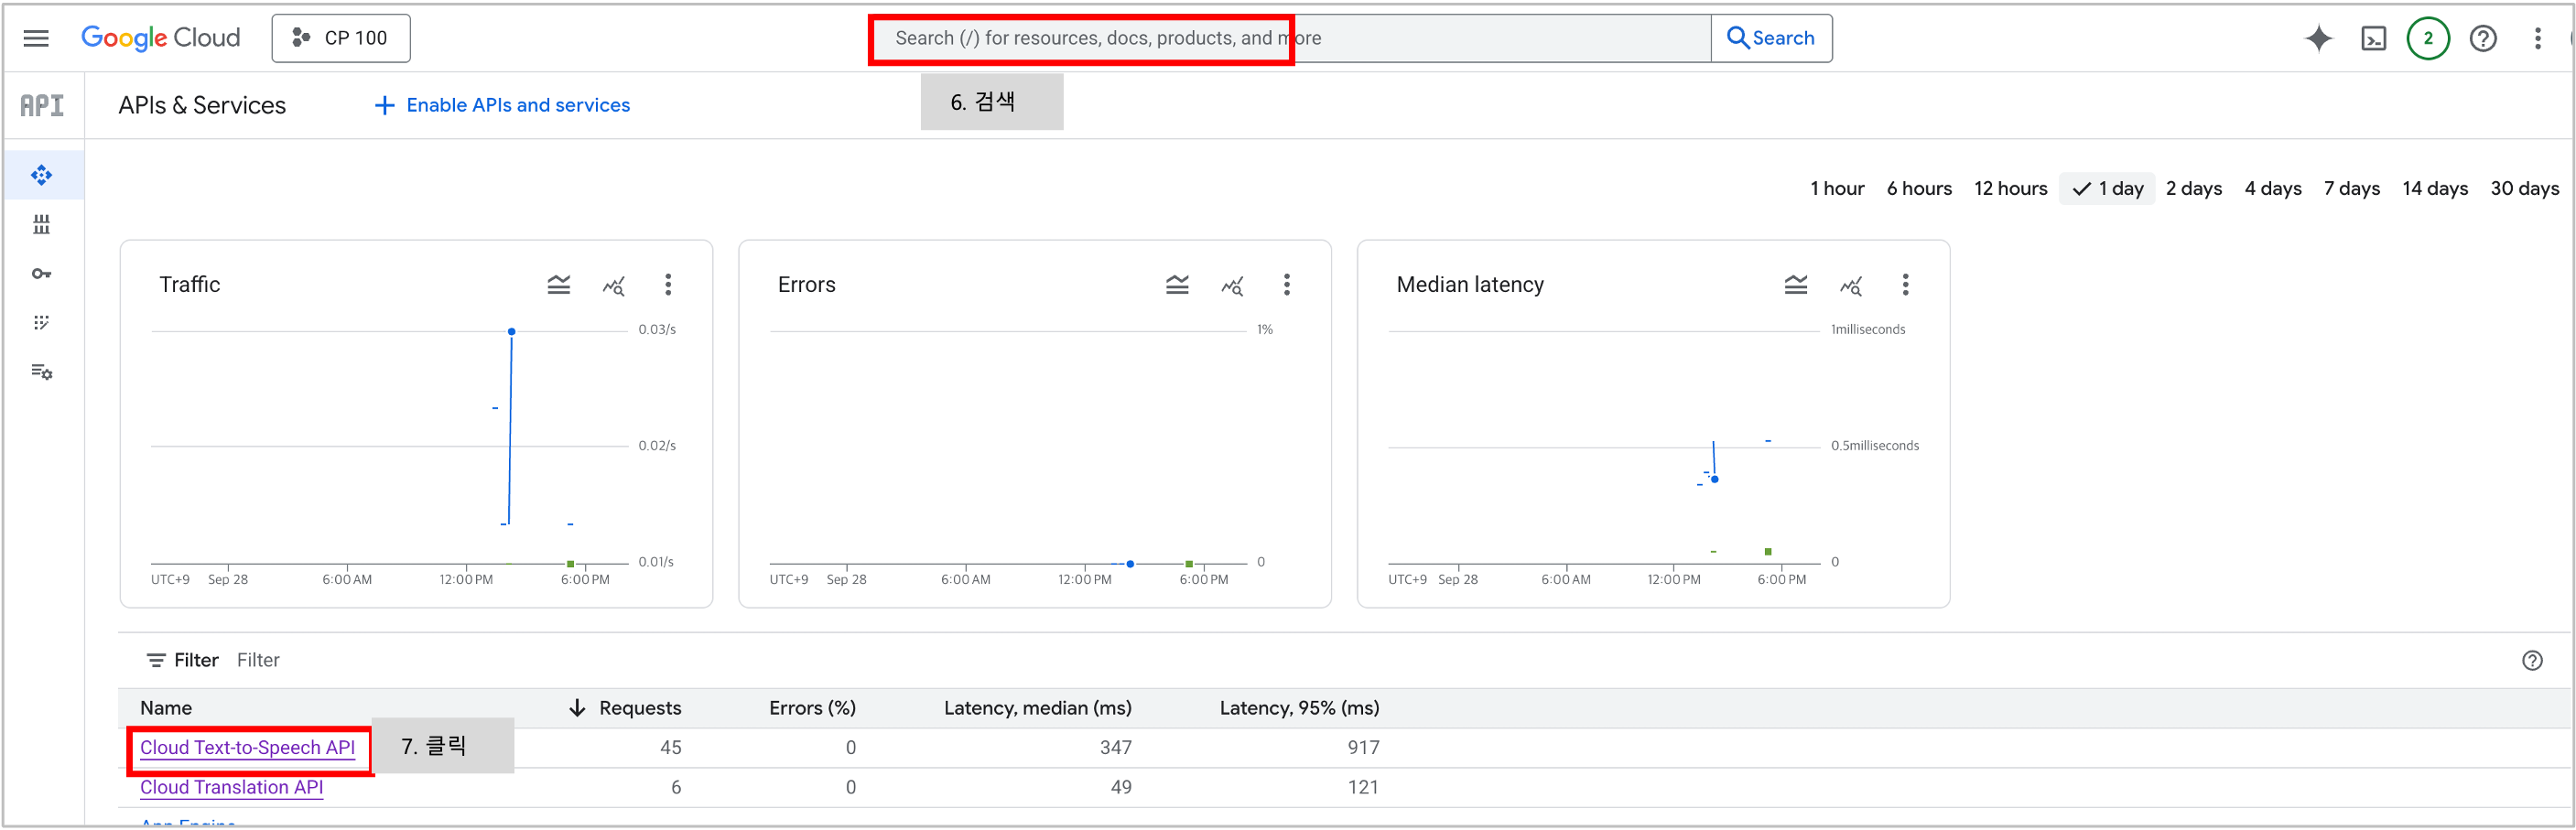 Google Cloud
CP 100
Search (/) for resources, docs, products, and more
Search
2
API
APIs & Services
Enable APIs and services
6. 검색
1 hour
6 hours
12 hours
1 day
2 days
4 days
7 days
14 days
30 days
Traffic
0.03/s
0.02/s
0.01/s
UTC+9
Sep 28
6:00 AM
12:00 PM
6:00 PM
Errors
1%
0
UTC+9
Sep 28
6:00 AM
12:00 PM
6:00 PM
Median latency
1milliseconds
0.5milliseconds
0
UTC+9
Sep 28
6:00 AM
12:00 PM
6:00 PM
Filter Filter
Name Requests Errors (%) Latency, median (ms) Latency, 95% (ms)
Cloud Text-to-Speech API 7. 클릭 45 0 347 917
Cloud Translation API 6 0 49 121
App Engine